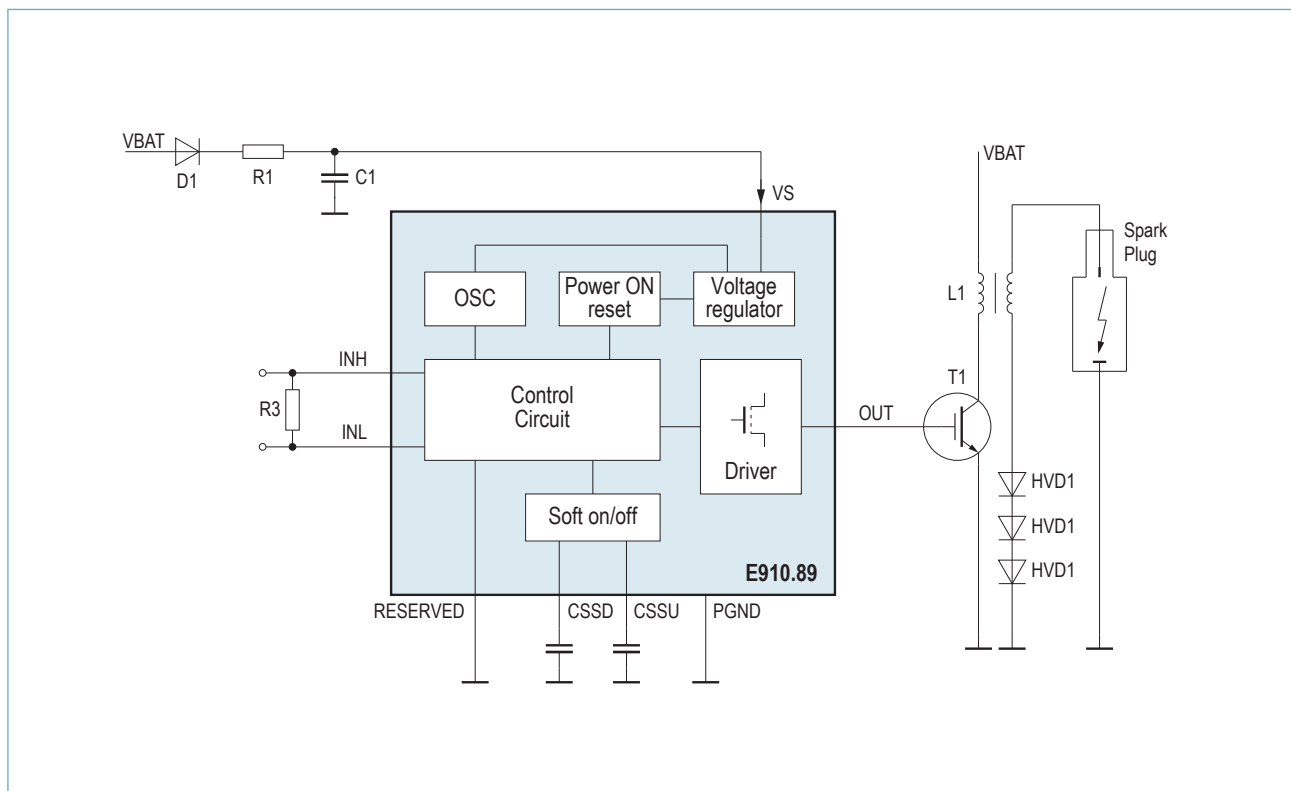 VBAT
D1
R1
C1
VS
VBAT
Spark
Plug
OSC
Power ON
reset
Voltage
regulator
L1
INH
R3
INL
Control
Circuit
Driver
OUT
T1
HVD1
HVD1
HVD1
Soft on/off
E910.89
RESERVED
CSSD
CSSU
PGND